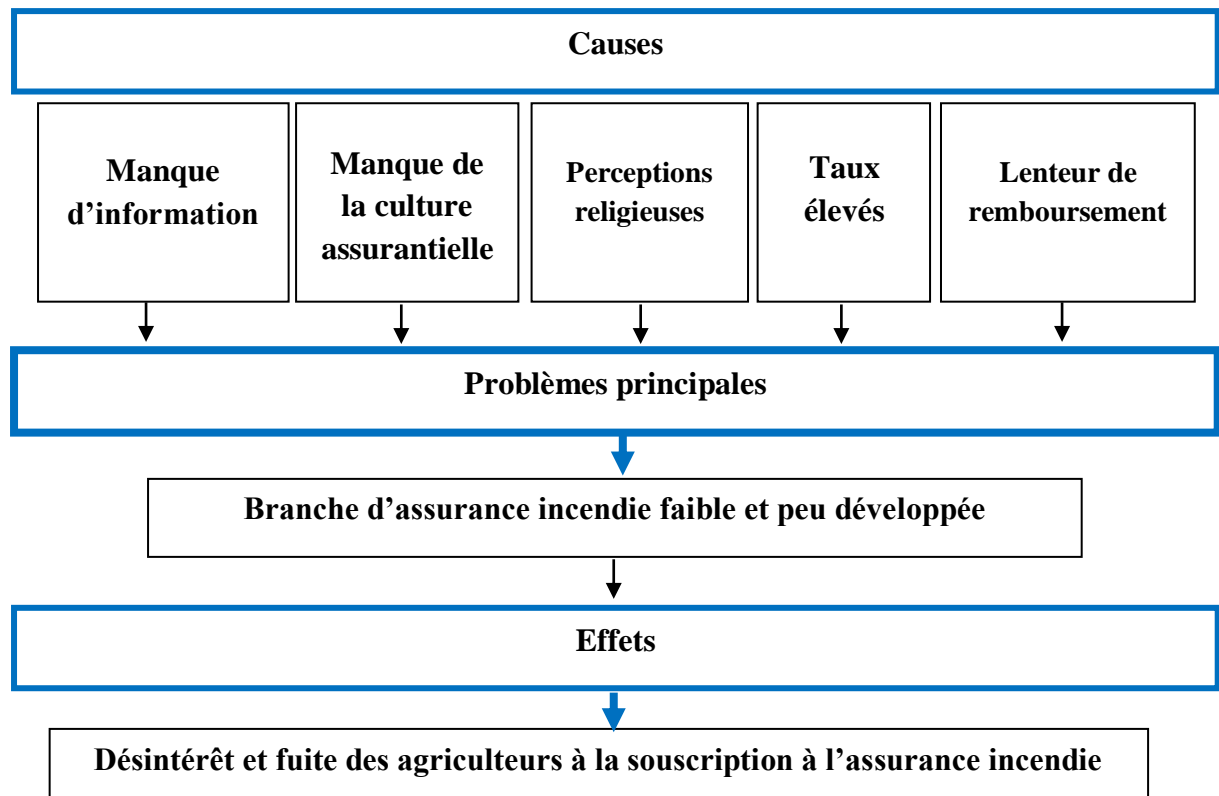 Causes
Manque
d’information
Manque de
la culture
assurantielle
Perceptions
religieuses
Taux
élevés
Lenteur de
remboursement
Problèmes principales
Branche d’assurance incendie faible et peu développée
Effets
Désintérêt et fuite des agriculteurs à la souscription à l’assurance incendie